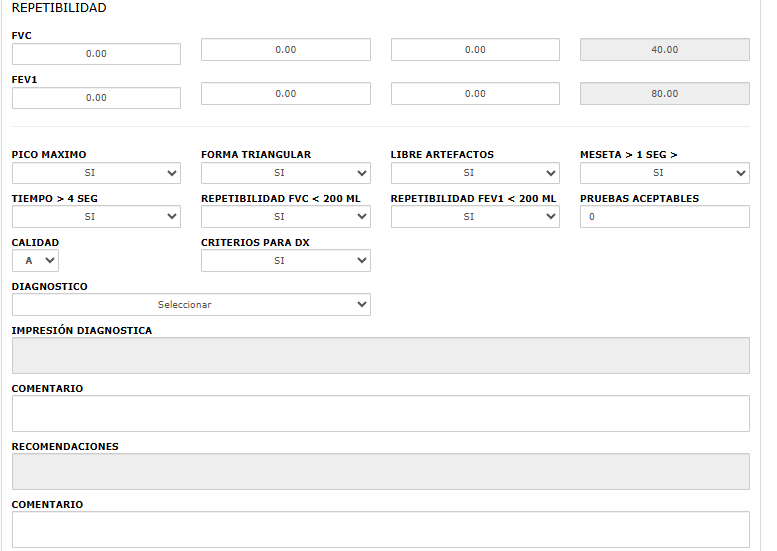 REPETIBILIDAD
FVC
0.00 0.00 0.00 40.00
FEV1
0.00 0.00 0.00 80.00
PICO MAXIMO FORMA TRIANGULAR LIBRE ARTEFACTOS MESETA > 1 SEG >
SI SI SI SI
TIEMPO > 4 SEG REPETIBILIDAD FVC < 200 ML REPETIBILIDAD FEV1 < 200 ML PRUEBAS ACEPTABLES
SI SI SI 0
CALIDAD CRITERIOS PARA DX
A SI
DIAGNOSTICO
Seleccionar
IMPRESIÓN DIAGNOSTICA
COMENTARIO
RECOMENDACIONES
COMENTARIO